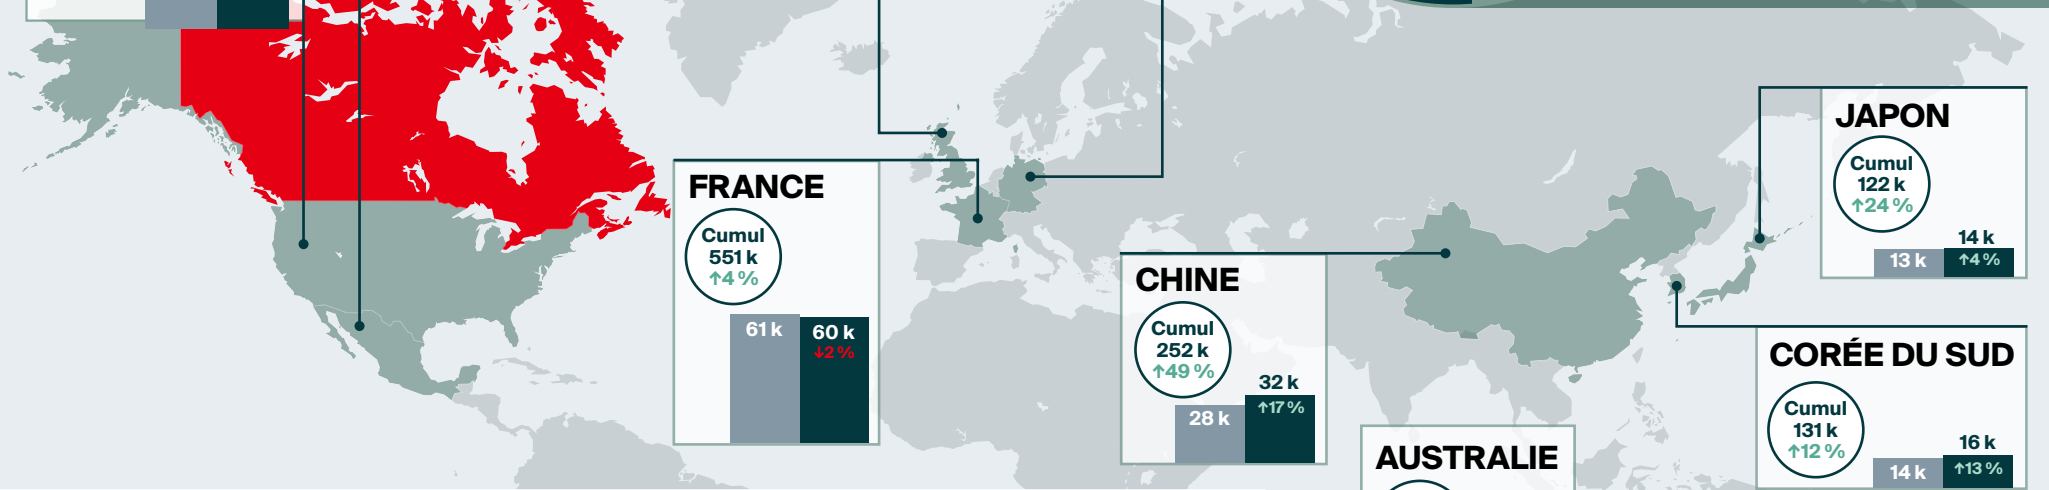 FRANCE
Cumul
551 k
↑4 %
61 k
60 k
↓2 %
CHINE
Cumul
252 k
↑49 %
28 k
32 k
↑17 %
AUSTRALIE
JAPON
Cumul
122 k
↑24 %
13 k
14 k
↑4 %
CORÉE DU SUD
Cumul
131 k
↑12 %
14 k
16 k
↑13 %